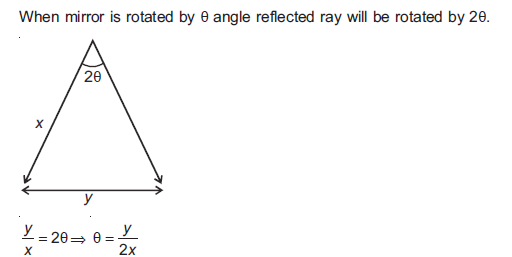 When mirror is rotated by θ angle reflected ray will be rotated by 2θ.
2θ
x
y
y/x = 2θ ⇒ θ = y/2x